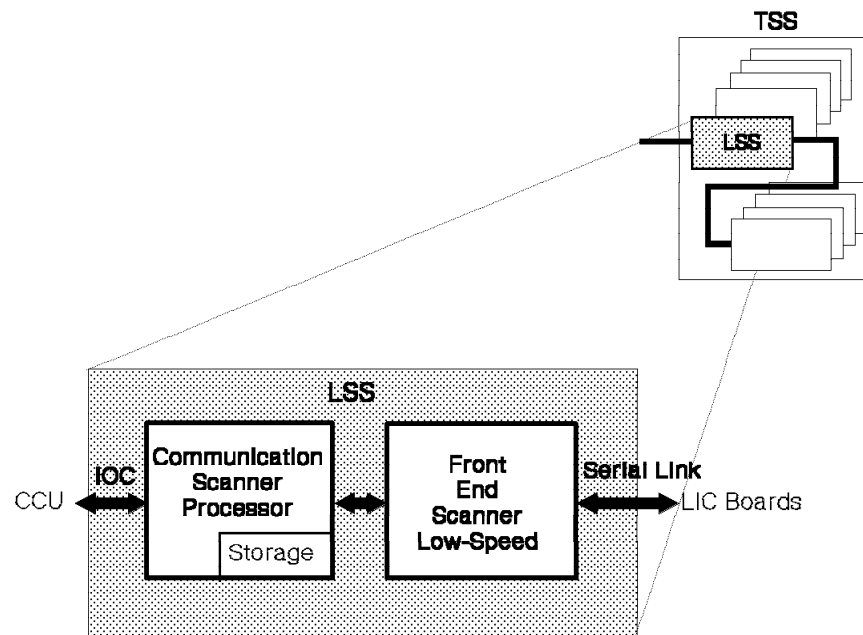 TSS
LSS
LSS
Communication
Scanner
Processor
Storage
Front
End
Scanner
Low-Speed
IOC
CCU
Serial Link
LIC Boards